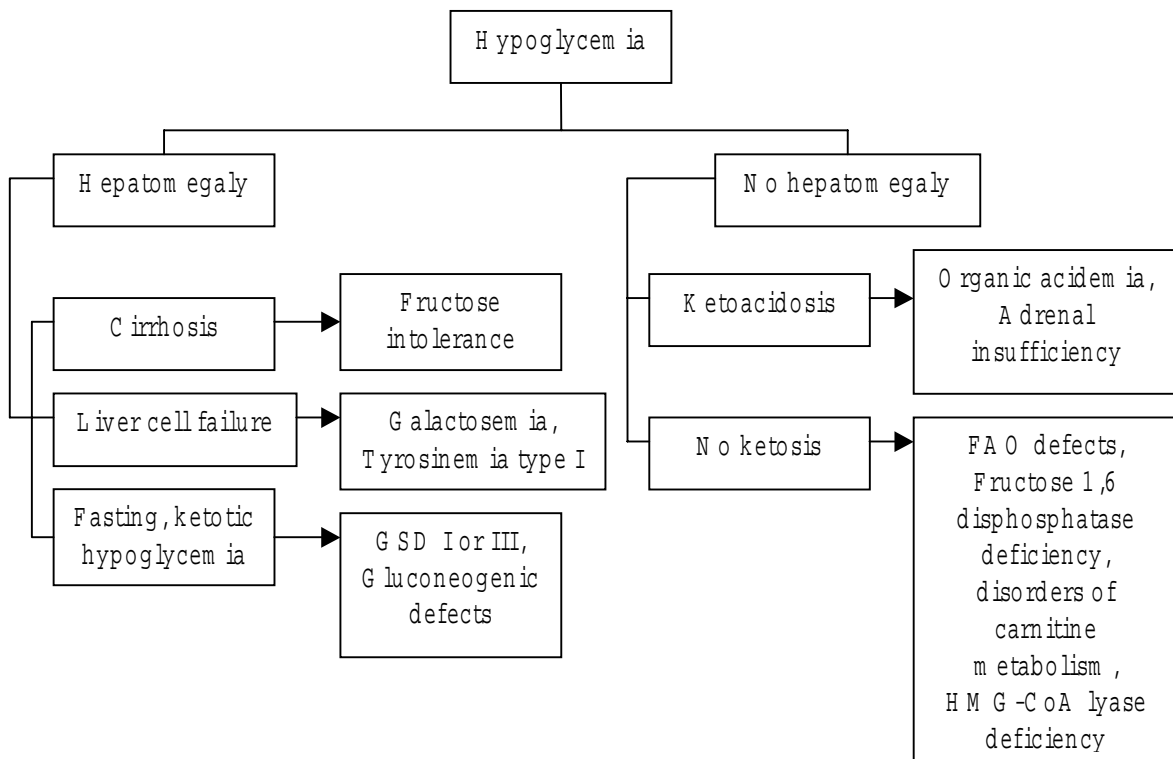 Hypoglycemia
Hepatomegaly
No hepatomegaly
Cirrhosis
Fructose
intolerance
Liver cell failure
Galactosemia,
Tyrosinemia type I
Fasting, ketotic
hypoglycemia
GSD I or III,
Gluconeogenic
defects
Ketoacidosis
Organic acidemia,
Adrenal
insufficiency
No ketosis
FAO defects,
Fructose 1,6
disphosphatase
deficiency,
disorders of
carnitine
metabolism,
HMG-CoA lyase
deficiency